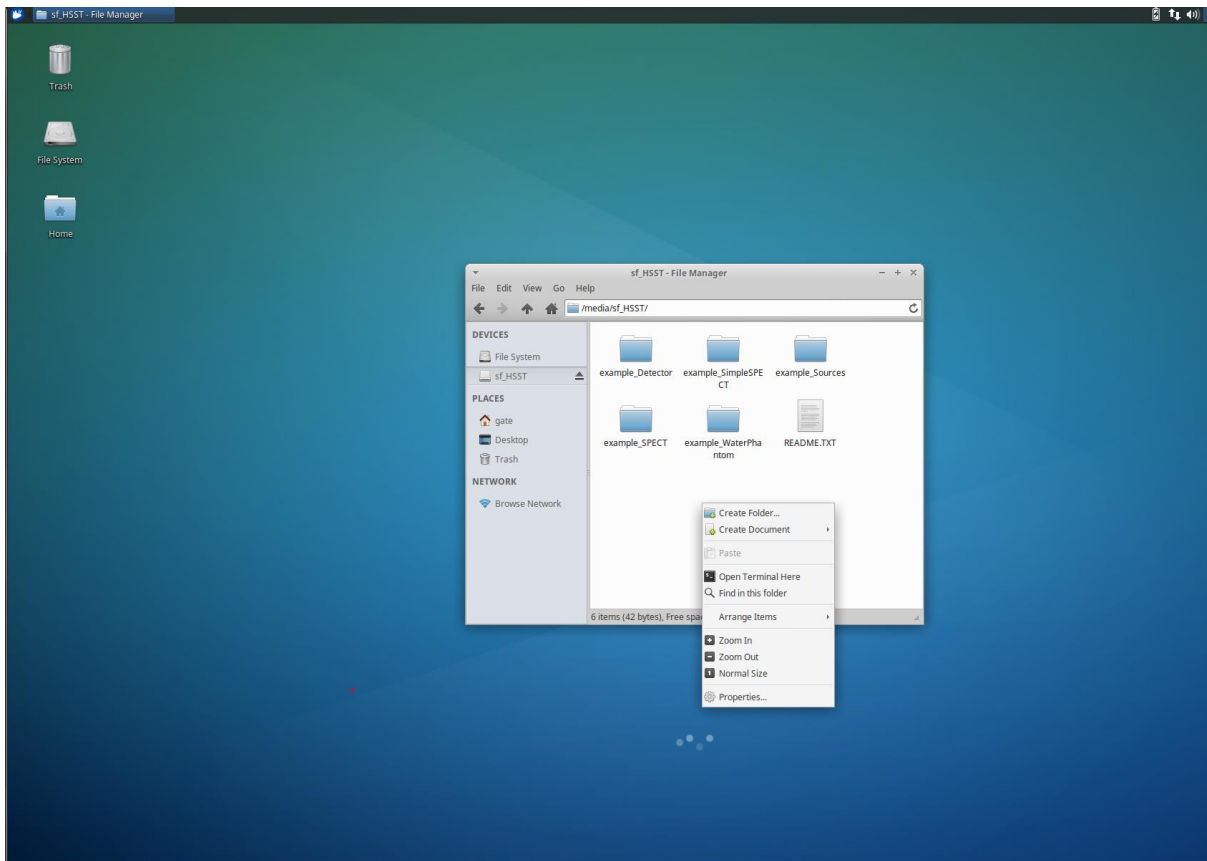 sf_HSST - File Manager
Trash
File System
Home
sf_HSST - File Manager
File Edit View Go Help
/media/sf_HSST/
DEVICES
File System
sf_HSST
PLACES
gate
Desktop
Trash
NETWORK
Browse Network
example_Detector
example_SimpleSPE
CT
example_Sources
example_SPECT
example_WaterPha
ntom
README.TXT
6 items (42 bytes), Free
Create Folder...
Create Document
Paste
Open Terminal Here
Find in this folder
Arrange Items
Zoom In
Zoom Out
Normal Size
Properties...